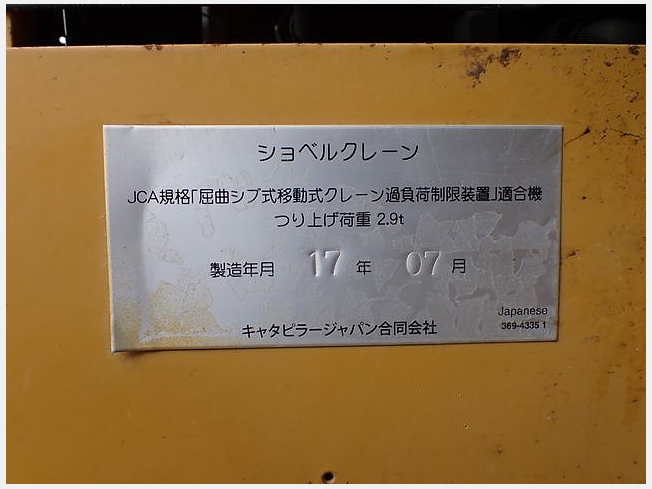 ショベルクレーン
JCA規格「屈曲ジブ式移動式クレーン過負荷制限装置」適合機
つり上げ荷重 2.9t
製造年月 17 年 07 月
キャタピラージャパン合同会社
Japanese
369-4335 1